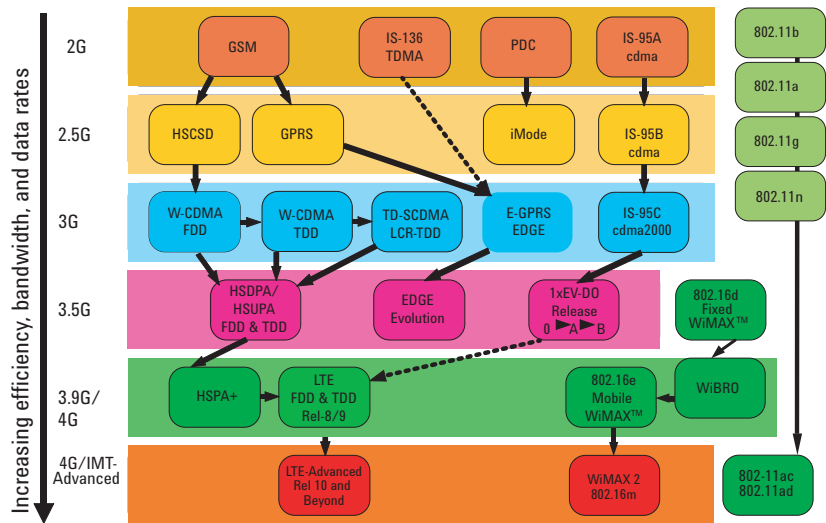 Increasing efficiency, bandwidth, and data rates
2G
GSM
IS-136
TDMA
PDC
IS-95A
cdma
802.11b
802.11a
2.5G
HSCSD
GPRS
iMode
IS-95B
cdma
802.11g
802.11n
3G
W-CDMA
FDD
W-CDMA
TDD
TD-SCDMA
LCR-TDD
E-GPRS
EDGE
IS-95C
cdma2000
3.5G
HSDPA/
HSUPA
FDD & TDD
EDGE
Evolution
1xEV-DO
Release
0 ► A ► B
802.16d
Fixed
WiMAX™
3.9G/
4G
HSPA+
LTE
FDD & TDD
Rel-8/9
802.16e
Mobile
WiMAX™
WiBRO
4G/IMT-
Advanced
LTE-Advanced
Rel 10 and
Beyond
WiMAX 2
802.16m
802-11ac
802.11ad